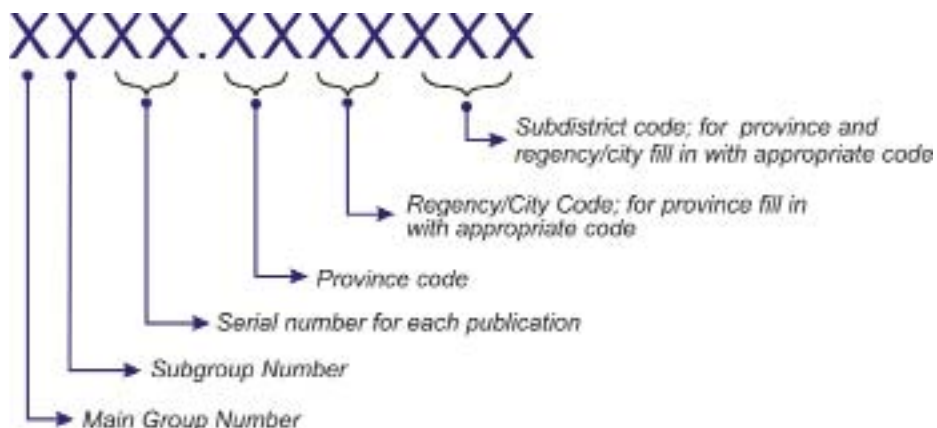 XXXX.XXXXXXX
Subdistrict code; for province and
regency/city fill in with appropriate code
Regency/City Code; for province fill in
with appropriate code
Province code
Serial number for each publication
Subgroup Number
Main Group Number